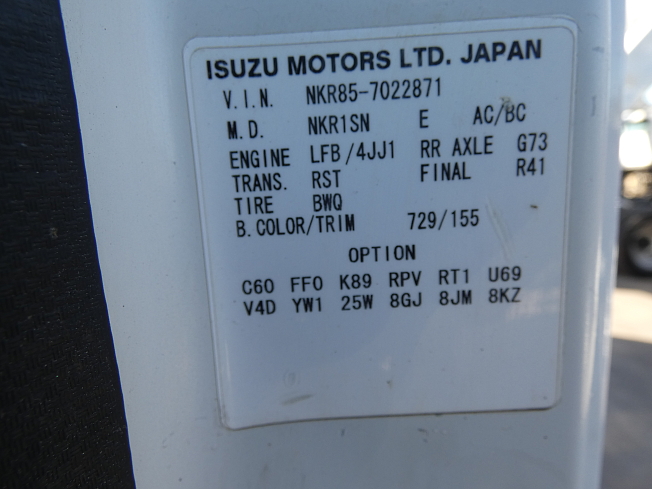 ISUZU MOTORS LTD. JAPAN
V.I.N. NKR85-7022871
M.D. NKR1SN E AC/BC
ENGINE LFB/4JJ1 RR AXLE G73
TRANS. RST FINAL R41
TIRE BWQ
B.COLOR/TRIM 729/155
OPTION
C60 FF0 K89 RPV RT1 U69
V4D YW1 25W 8GJ 8JM 8KZ